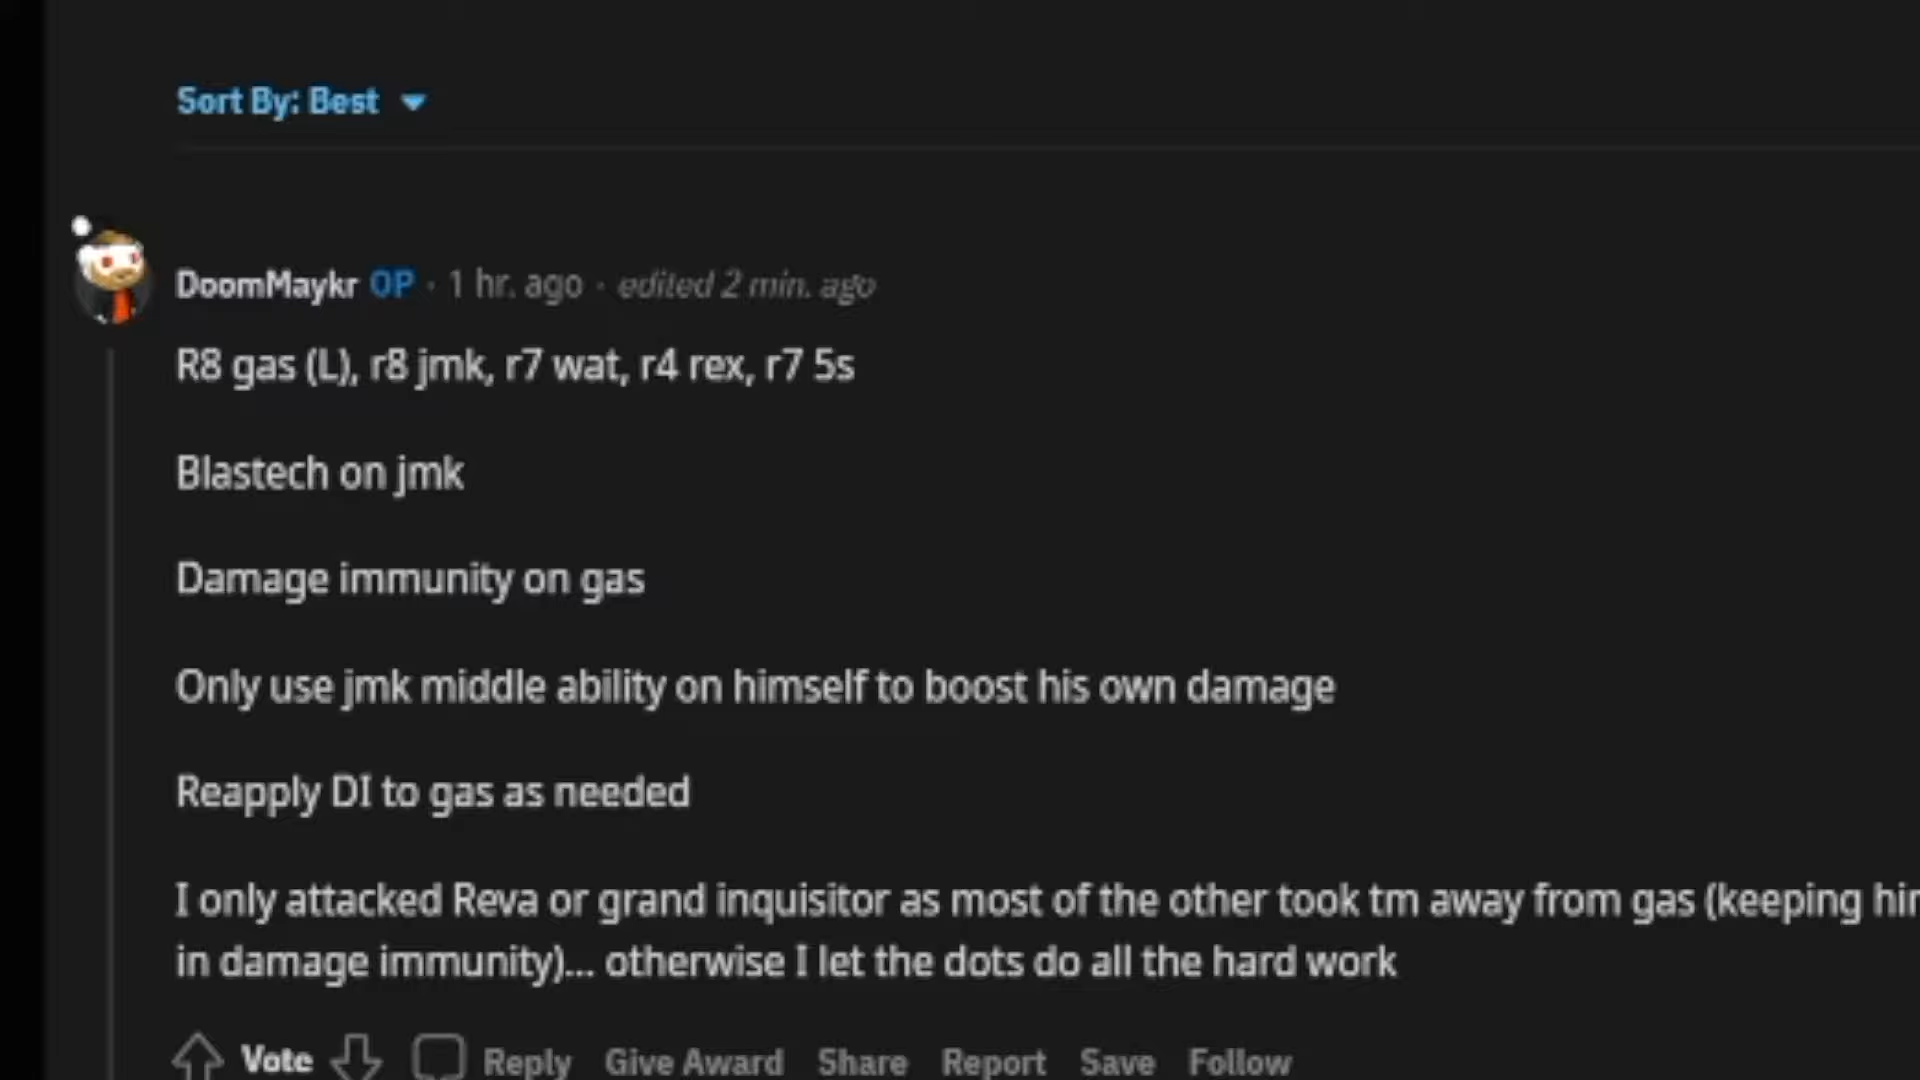 Sort By: Best
DoomMaykr OP · 1 hr. ago · edited 2 min. ago
R8 gas (L), r8 jmk, r7 wat, r4 rex, r7 5s
Blastech on jmk
Damage immunity on gas
Only use jmk middle ability on himself to boost his own damage
Reapply DI to gas as needed
I only attacked Reva or grand inquisitor as most of the other took tm away from gas (keeping
in damage immunity)... otherwise I let the dots do all the hard work
Vote Reply Give Award Share Report Save Follow